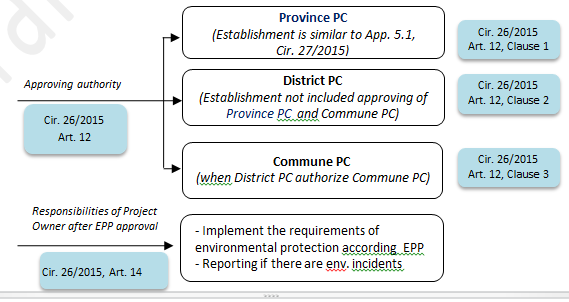 Province PC
(Establishment is similar to App. 5.1,
Cir. 27/2015)
Cir. 26/2015
Art. 12, Clause 1
Approving authority
Cir. 26/2015
Art. 12
District PC
(Establishment not included approving of
Province PC and Commune PC)
Cir. 26/2015
Art. 12, Clause 2
Commune PC
(when District PC authorize Commune PC)
Cir. 26/2015
Art. 12, Clause 3
Responsibilities of Project
Owner after EPP approval
Cir. 26/2015, Art. 14
- Implement the requirements of
environmental protection according EPP
- Reporting if there are env. incidents